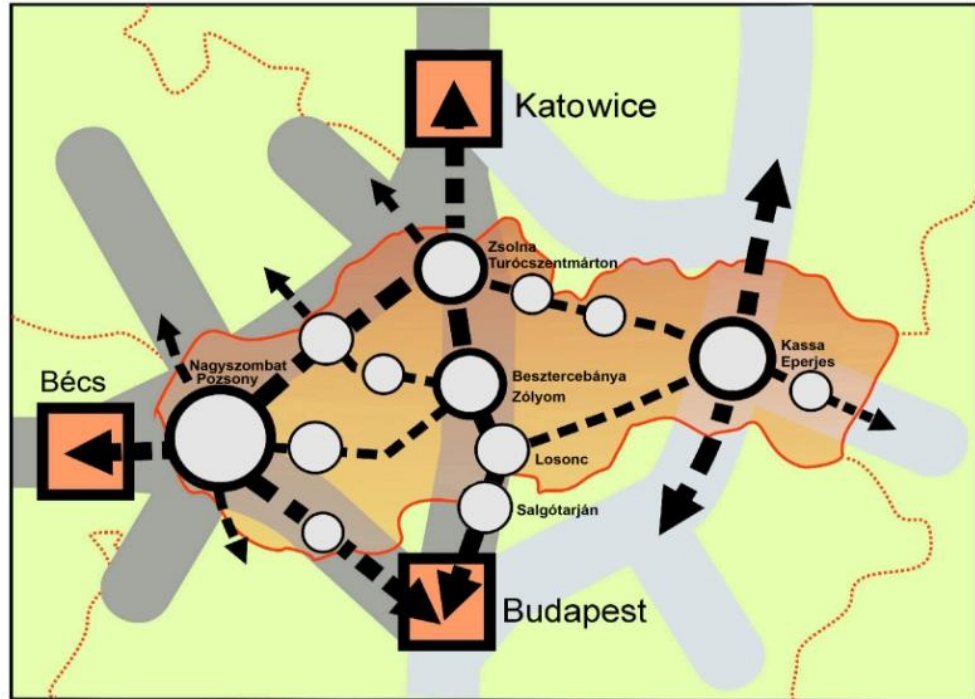 Katowice
Zsolna
Turócszentmárton
Nagyszombat
Pozsony
Kassa
Eperjes
Bécs
Besztercebánya
Zólyom
Losonc
Salgótarján
Budapest